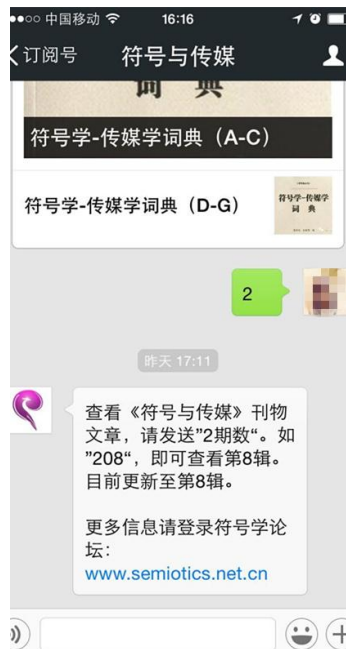 中国移动 16:16
订阅号 符号与传媒
词 典
符号学-传媒学词典（A-C）
符号学-传媒学词典（D-G）
符号学-传媒学
词 典
2
昨天 17:11
查看《符号与传媒》刊物
文章，请发送”2期数“。如
”208“，即可查看第8辑。
目前更新至第8辑。
更多信息请登录符号学论
坛：
www.semiotics.net.cn